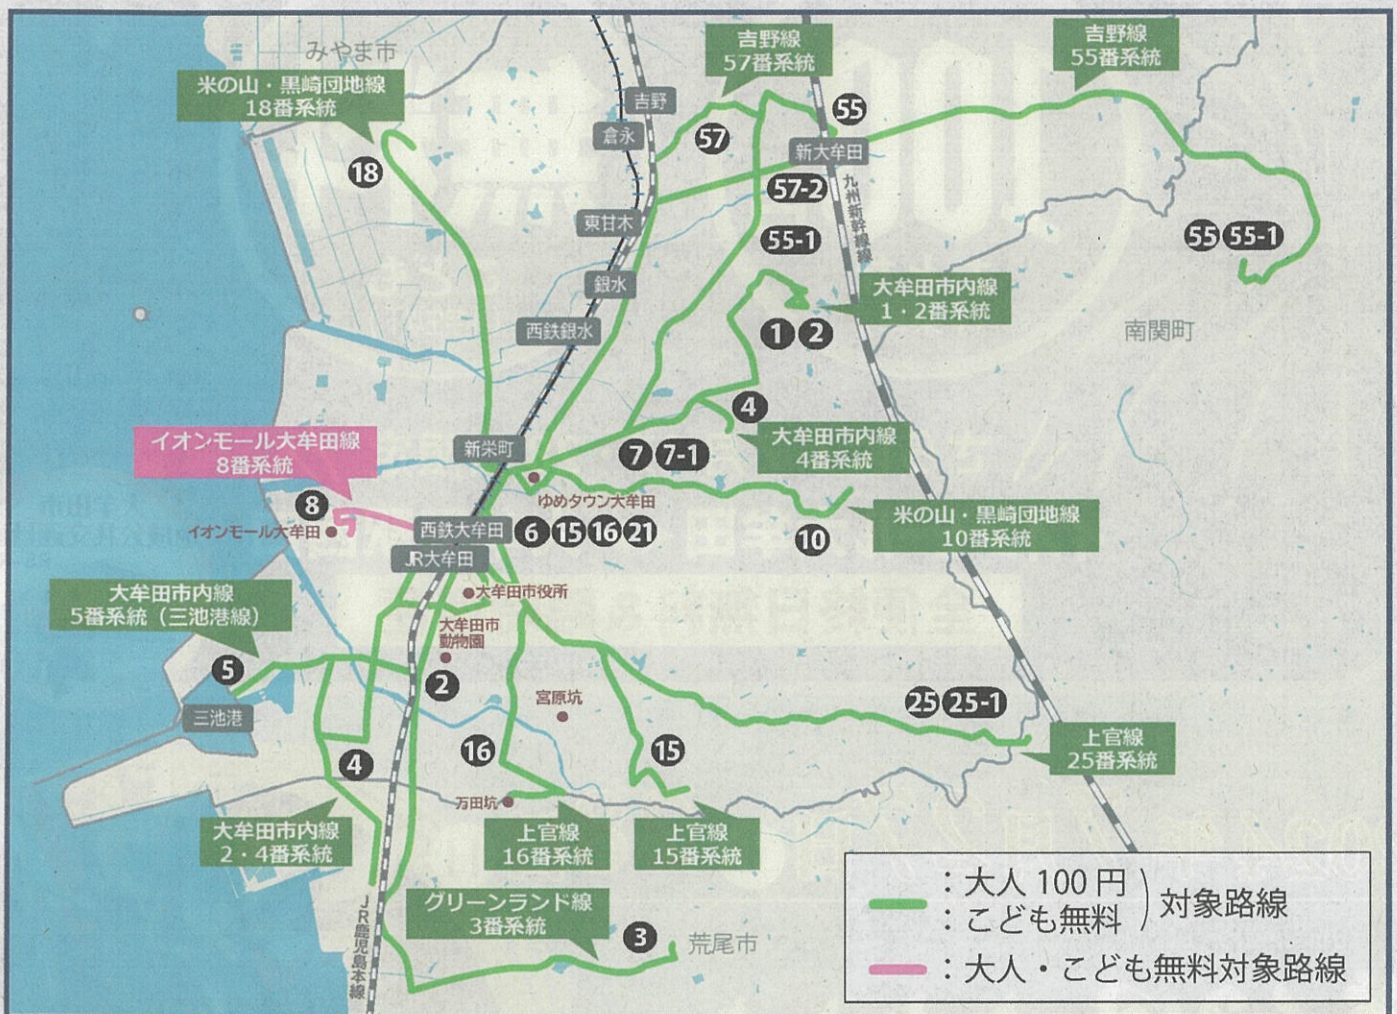 みやま市
米の山・黒崎団地線
18番系統
18
吉野線
57番系統
吉野線
55番系統
吉野
倉永
57
55
新大牟田
57-2
55-1
九州新幹線
東甘木
銀水
西鉄銀水
55 55-1
大牟田市内線
1・2番系統
1 2
南関町
4
大牟田市内線
4番系統
7 7-1
新栄町
イオンモール大牟田線
8番系統
8
イオンモール大牟田
ゆめタウン大牟田
西鉄大牟田
6 15 16 21
JR大牟田
10
米の山・黒崎団地線
10番系統
大牟田市内線
5番系統（三池港線）
5
三池港
大牟田市役所
大牟田市
動物園
2
宮原坑
25 25-1
上官線
25番系統
16
15
4
万田坑
大牟田市内線
2・4番系統
上官線
16番系統
上官線
15番系統
グリーンランド線
3番系統
3
荒尾市
JR鹿児島本線
：大人 100 円
：こども無料
対象路線
：大人・こども無料対象路線